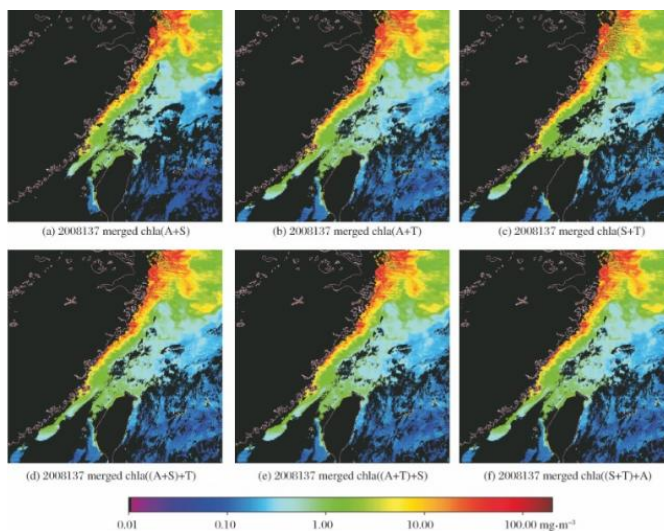 (a) 2008137 merged chla(A+S) (b) 2008137 merged chla(A+T) (c) 2008137 merged chla(S+T)
(d) 2008137 merged chla((A+S)+T) (e) 2008137 merged chla((A+T)+S) (f) 2008137 merged chla((S+T)+A)
0.01 0.10 1.00 10.00 100.00 mg·m⁻³